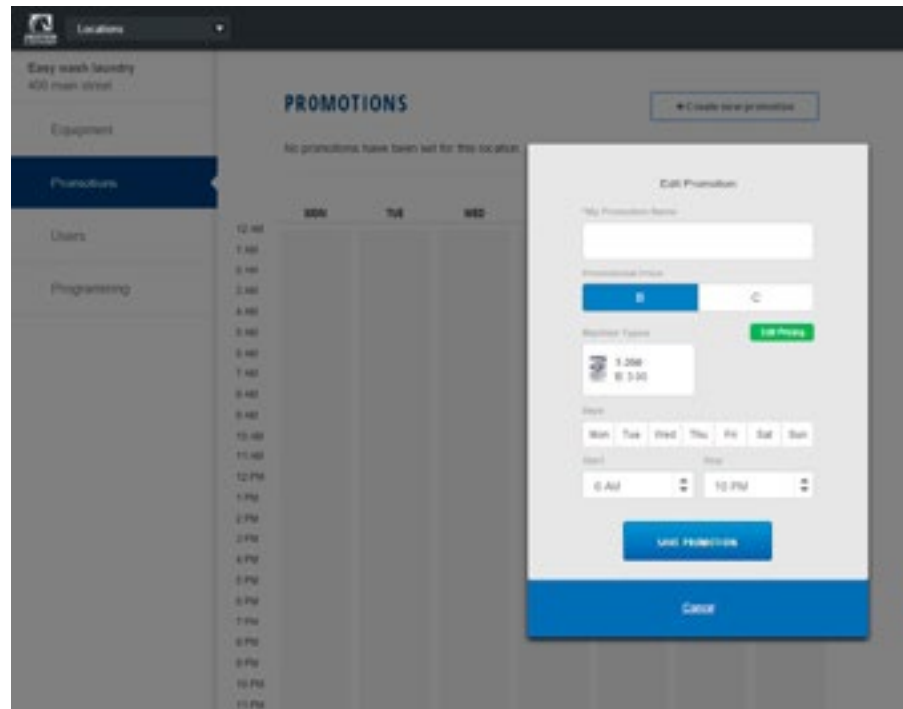 Locations
Easy wash laundry
400 main street
Equipment
Promotions
Users
Programming
PROMOTIONS
+ Create new promotion
No promotions have been set for this location.
MON TUE WED
12 AM
1 AM
2 AM
3 AM
4 AM
5 AM
6 AM
7 AM
8 AM
9 AM
10 AM
11 AM
12 PM
1 PM
2 PM
3 PM
4 PM
5 PM
6 PM
7 PM
8 PM
9 PM
10 PM
11 PM
Edit Promotion
*My Promotion Name
Promotional Price
B C
Machine Types
Edit Pricing
B: 3.00
Days
Mon Tue Wed Thu Fri Sat Sun
Start Stop
6 AM 10 PM
SAVE PROMOTION
Cancel